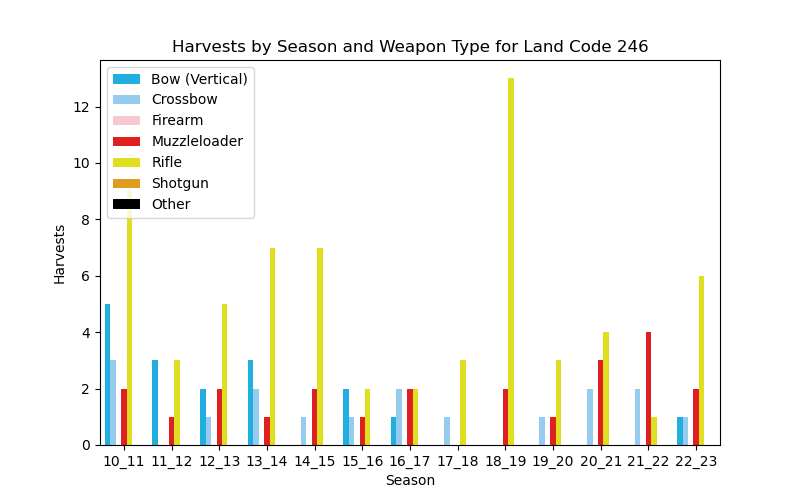 Harvests by Season and Weapon Type for Land Code 246
Bow (Vertical)
Crossbow
Firearm
Muzzleloader
Rifle
Shotgun
Other
Harvests
12
10
8
6
4
2
0
10_11 11_12 12_13 13_14 14_15 15_16 16_17 17_18 18_19 19_20 20_21 21_22 22_23
Season